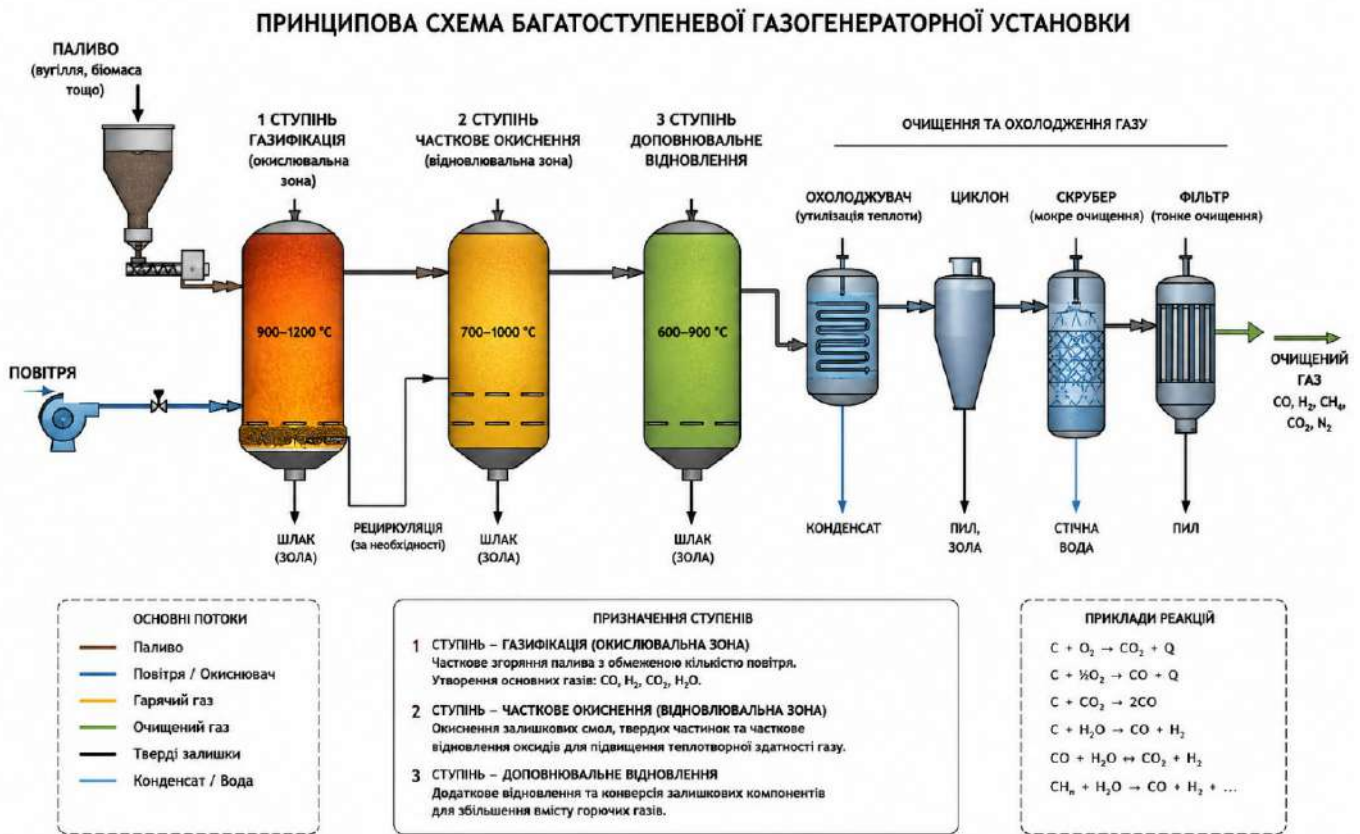 ПРИНЦИПОВА СХЕМА БАГАТОСТУПЕНЕВОЇ ГАЗОГЕНЕРАТОРНОЇ УСТАНОВКИ
ПАЛИВО
(вугілля, біомаса
тощо)
1 СТУПІНЬ
ГАЗИФІКАЦІЯ
(окислювальна
зона)
2 СТУПІНЬ
ЧАСТКОВЕ ОКИСНЕННЯ
(відновлювальна зона)
3 СТУПІНЬ
ДОПОВНЮВАЛЬНЕ
ВІДНОВЛЕННЯ
ОЧИЩЕННЯ ТА ОХОЛОДЖЕННЯ ГАЗУ
ОХОЛОДЖУВАЧ
(утилізація теплоти)
ЦИКЛОН
СКРУБЕР
(мокре очищення)
ФІЛЬТР
(тонке очищення)
900–1200 °C
700–1000 °C
600–900 °C
ПОВІТРЯ
ОЧИЩЕНИЙ
ГАЗ
CO, H₂, CH₄,
CO₂, N₂
ШЛАК
(ЗОЛА)
РЕЦИРКУЛЯЦІЯ
(за необхідності)
ШЛАК
(ЗОЛА)
ШЛАК
(ЗОЛА)
КОНДЕНСАТ
ПИЛ,
ЗОЛА
СТІЧНА
ВОДА
ПИЛ
ОСНОВНІ ПОТОКИ
Паливо
Повітря / Окиснювач
Гарячий газ
Очищений газ
Тверді залишки
Конденсат / Вода
ПРИЗНАЧЕННЯ СТУПЕНІВ
1 СТУПІНЬ – ГАЗИФІКАЦІЯ (ОКИСЛЮВАЛЬНА ЗОНА)
Часткове згоряння палива з обмеженою кількістю повітря.
Утворення основних газів: CO, H₂, CO₂, H₂O.
2 СТУПІНЬ – ЧАСТКОВЕ ОКИСНЕННЯ (ВІДНОВЛЮВАЛЬНА ЗОНА)
Окиснення залишкових смол, твердих частинок та часткове
відновлення оксидів для підвищення теплотворної здатності газу.
3 СТУПІНЬ – ДОПОВНЮВАЛЬНЕ ВІДНОВЛЕННЯ
Додаткове відновлення та конверсія залишкових компонентів
для збільшення вмісту горючих газів.
ПРИКЛАДИ РЕАКЦІЙ
C + O₂ → CO₂ + Q
C + ½O₂ → CO + Q
C + CO₂ → 2CO
C + H₂O → CO + H₂
CO + H₂O ↔ CO₂ + H₂
CHₙ + H₂O → CO + H₂ + ...